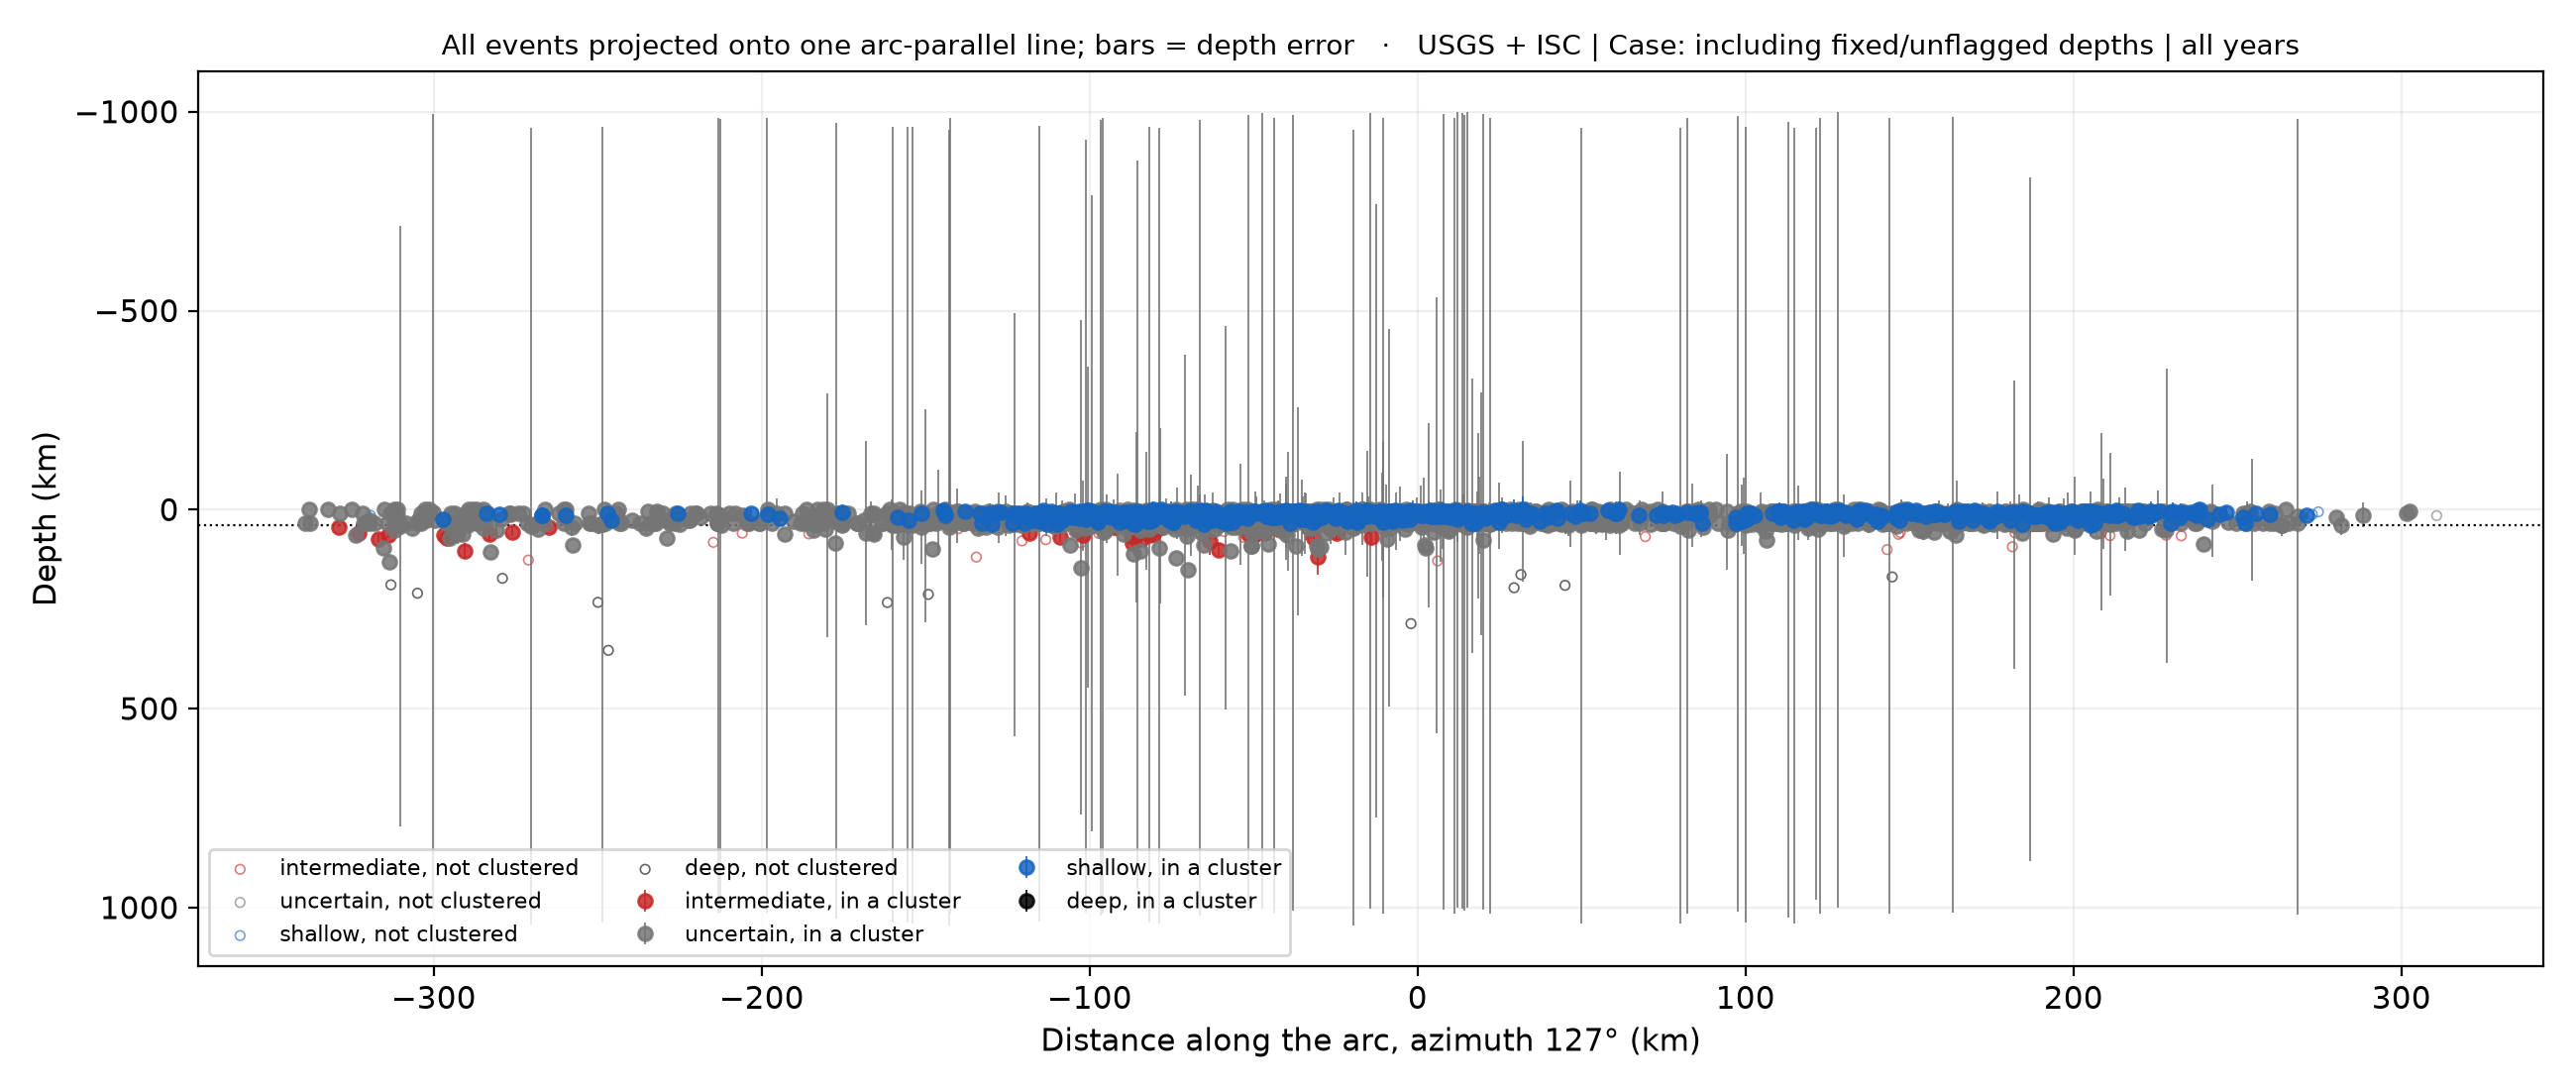 All events projected onto one arc-parallel line; bars = depth error · USGS + ISC | Case: including fixed/unflagged depths | all years
−1000
−500
0
500
1000
Depth (km)
intermediate, not clustered
uncertain, not clustered
shallow, not clustered
deep, not clustered
intermediate, in a cluster
uncertain, in a cluster
shallow, in a cluster
deep, in a cluster
−300
−200
−100
0
100
200
300
Distance along the arc, azimuth 127° (km)